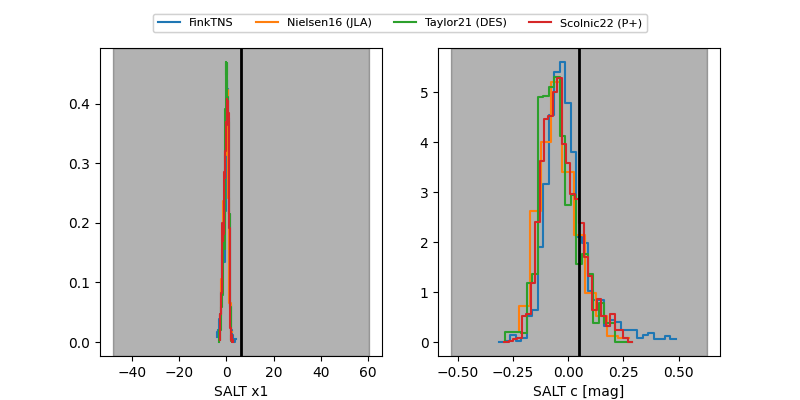 FinkTNS Nielsen16 (JLA) Taylor21 (DES) Scolnic22 (P+)
0.4
0.3
0.2
0.1
0.0
−40 −20 0 20 40 60
SALT x1
5
4
3
2
1
0
−0.50 −0.25 0.00 0.25 0.50
SALT c [mag]